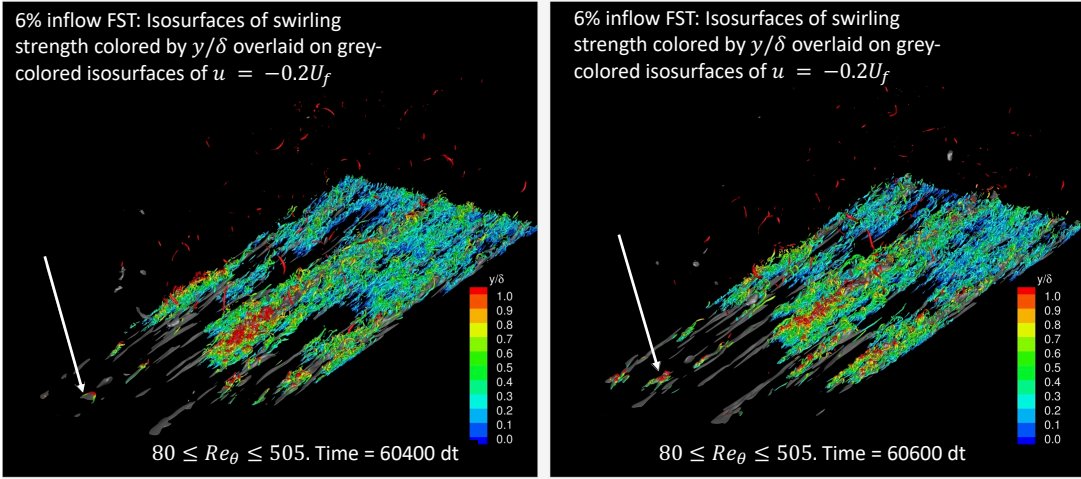 6% inflow FST: Isosurfaces of swirling
strength colored by y/δ overlaid on grey-
colored isosurfaces of u = −0.2U_f
y/δ
1.0
0.9
0.8
0.7
0.6
0.5
0.4
0.3
0.2
0.1
0.0
80 ≤ Re_θ ≤ 505. Time = 60400 dt
6% inflow FST: Isosurfaces of swirling
strength colored by y/δ overlaid on grey-
colored isosurfaces of u = −0.2U_f
y/δ
1.0
0.9
0.8
0.7
0.6
0.5
0.4
0.3
0.2
0.1
0.0
80 ≤ Re_θ ≤ 505. Time = 60600 dt